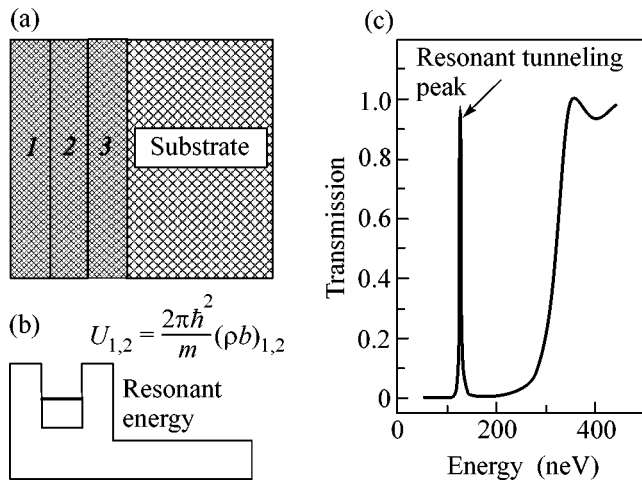 (a)
1 2 3 Substrate
(b)
U₁,₂ = 2πħ²/m (ρb)₁,₂
Resonant
energy
(c)
Resonant tunneling
peak
Transmission
1.0
0.8
0.6
0.4
0.2
0
0 200 400
Energy (neV)